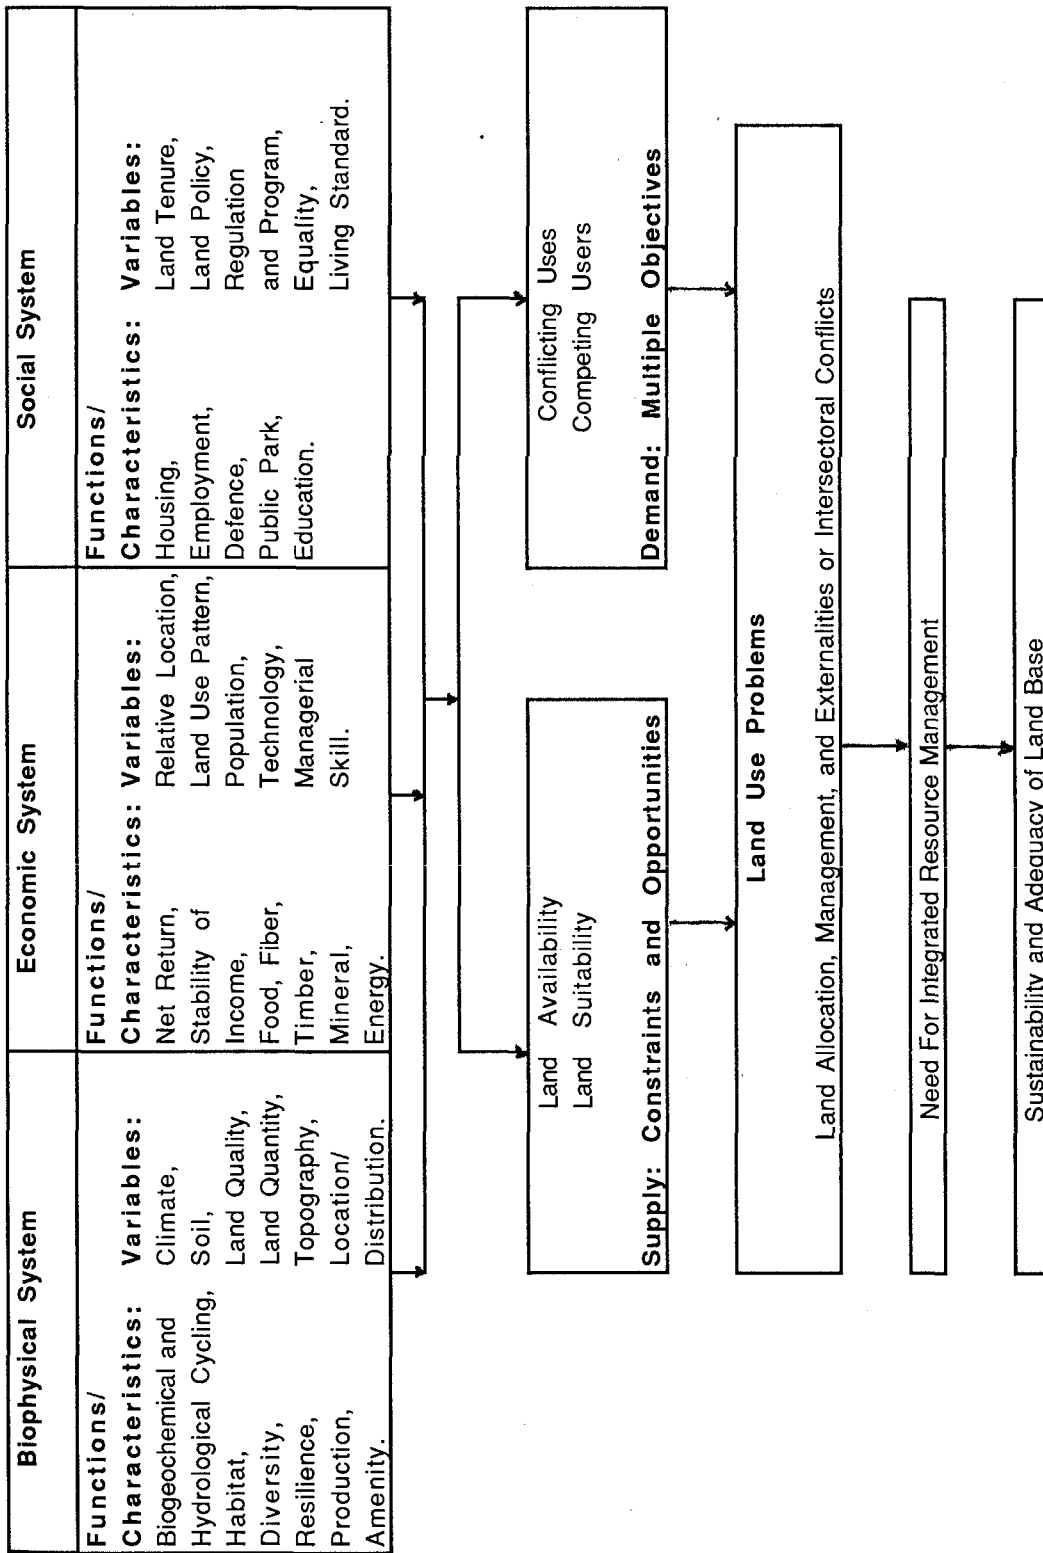 Biophysical System
Functions/
Characteristics:
Biogeochemical and
Hydrological Cycling,
Habitat,
Diversity,
Resilience,
Production,
Amenity.
Variables:
Climate,
Soil,
Land Quality,
Land Quantity,
Topography,
Location/
Distribution.
Economic System
Functions/
Characteristics:
Net Return,
Stability of
Income,
Food, Fiber,
Timber,
Mineral,
Energy.
Variables:
Relative Location,
Land Use Pattern,
Population,
Technology,
Managerial
Skill.
Social System
Functions/
Characteristics:
Housing,
Employment,
Defence,
Public Park,
Education.
Variables:
Land Tenure,
Land Policy,
Regulation
and Program,
Equality,
Living Standard.
Land Availability
Land Suitability
Supply: Constraints and Opportunities
Conflicting Uses
Competing Users
Demand: Multiple Objectives
Land Use Problems
Land Allocation, Management, and Externalities or Intersectoral Conflicts
Need For Integrated Resource Management
Sustainability and Adequacy of Land Base